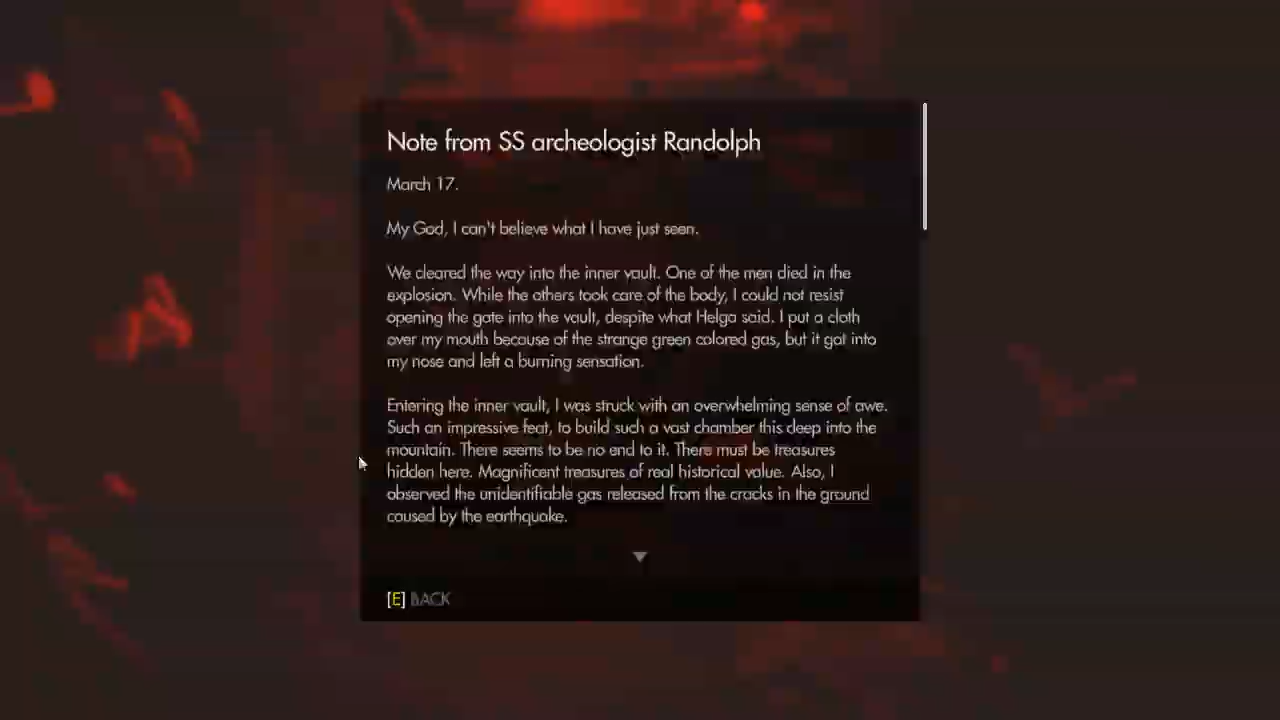 Note from SS archeologist Randolph
March 17.
My God, I can't believe what I have just seen.
We cleared the way into the inner vault. One of the men died in the
explosion. While the others took care of the body, I could not resist
opening the gate into the vault, despite what Helga said. I put a cloth
over my mouth because of the strange green colored gas, but it got into
my nose and left a burning sensation.
Entering the inner vault, I was struck with an overwhelming sense of awe.
Such an impressive feat, to build such a vast chamber this deep into the
mountain. There seems to be no end to it. There must be treasures
hidden here. Magnificent treasures of real historical value. Also, I
observed the unidentifiable gas released from the cracks in the ground
caused by the earthquake.
[E] BACK